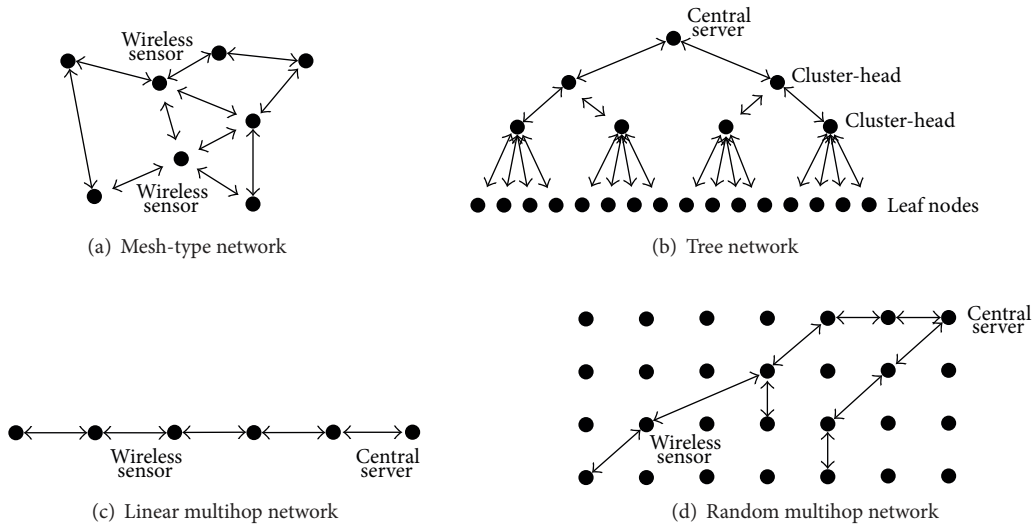 Wireless
sensor
Wireless
sensor
(a) Mesh-type network
Central
server
Cluster-head
Cluster-head
Leaf nodes
(b) Tree network
Wireless
sensor
Central
server
(c) Linear multihop network
Central
server
Wireless
sensor
(d) Random multihop network